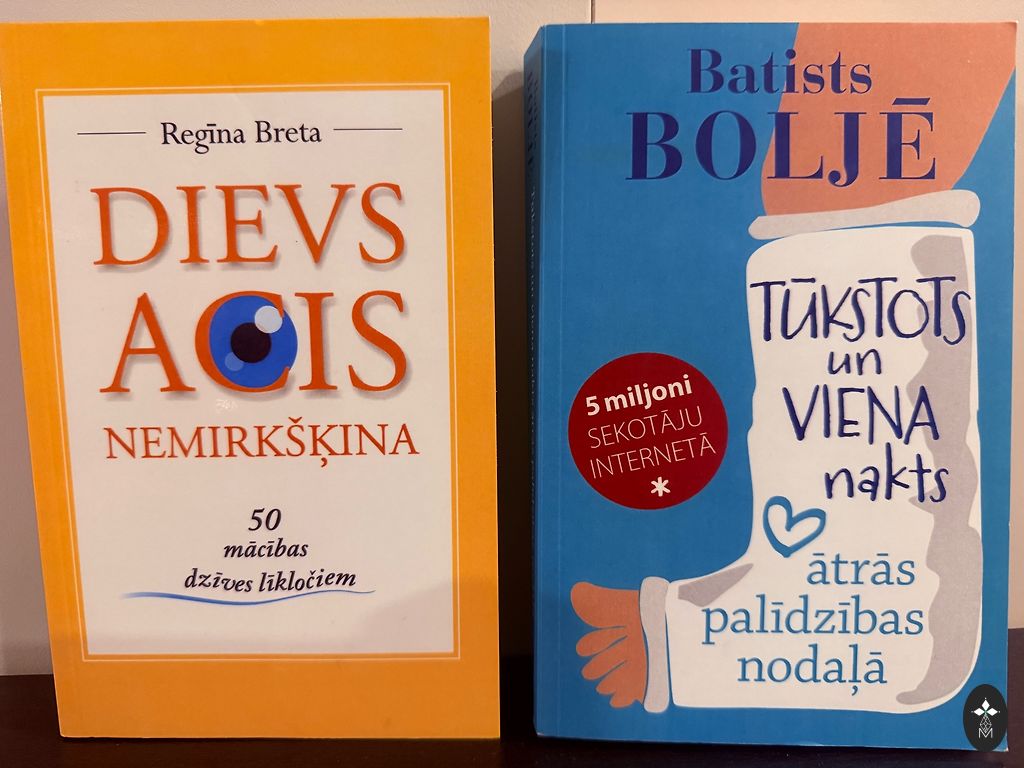 Regīna Breta
DIEVS
ACIS
NEMIRKŠĶINA
50
mācības
dzīves līkločiem
Batists
BOLJĒ
TŪKSTOTS
un
VIENA
nakts
5 miljoni
SEKOTĀJU
INTERNETĀ
*
ātrās
palīdzības
nodaļā
M